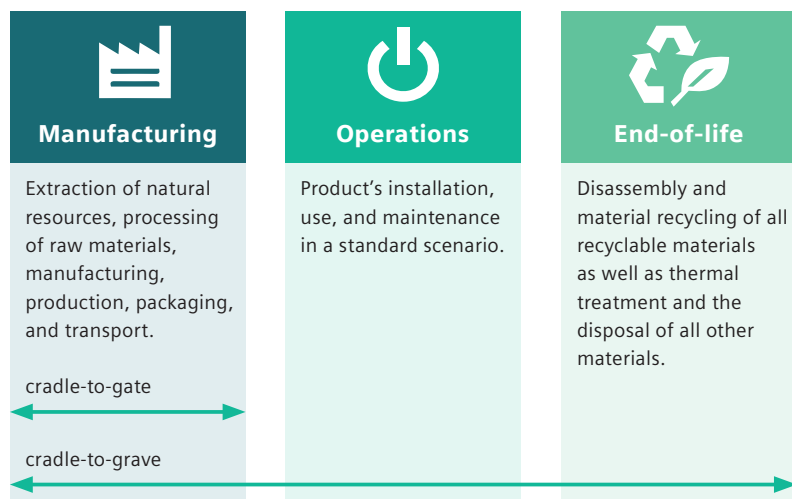 Manufacturing
Extraction of natural
resources, processing
of raw materials,
manufacturing,
production, packaging,
and transport.
cradle-to-gate
cradle-to-grave
Operations
Product's installation,
use, and maintenance
in a standard scenario.
End-of-life
Disassembly and
material recycling of all
recyclable materials
as well as thermal
treatment and the
disposal of all other
materials.